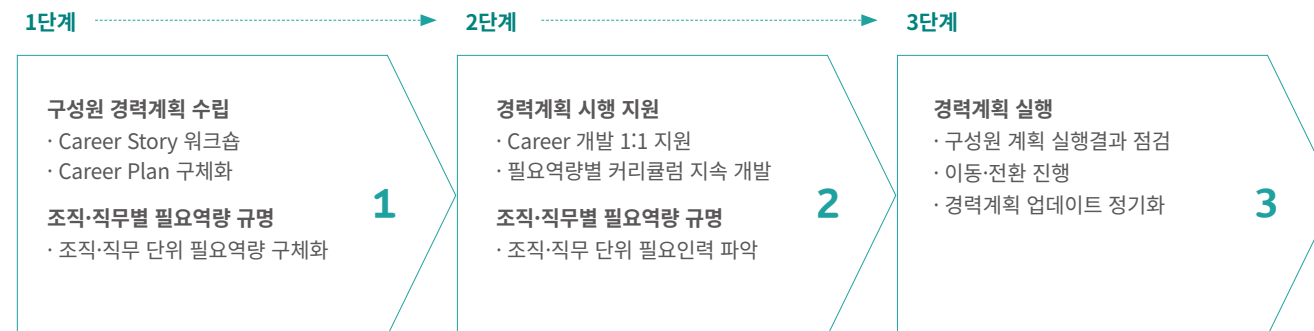 1단계
2단계
3단계
구성원 경력계획 수립
· Career Story 워크숍
· Career Plan 구체화
조직·직무별 필요역량 규명
· 조직·직무 단위 필요역량 구체화
1
경력계획 시행 지원
· Career 개발 1:1 지원
· 필요역량별 커리큘럼 지속 개발
조직·직무별 필요역량 규명
· 조직·직무 단위 필요인력 파악
2
경력계획 실행
· 구성원 계획 실행결과 점검
· 이동·전환 진행
· 경력계획 업데이트 정기화
3